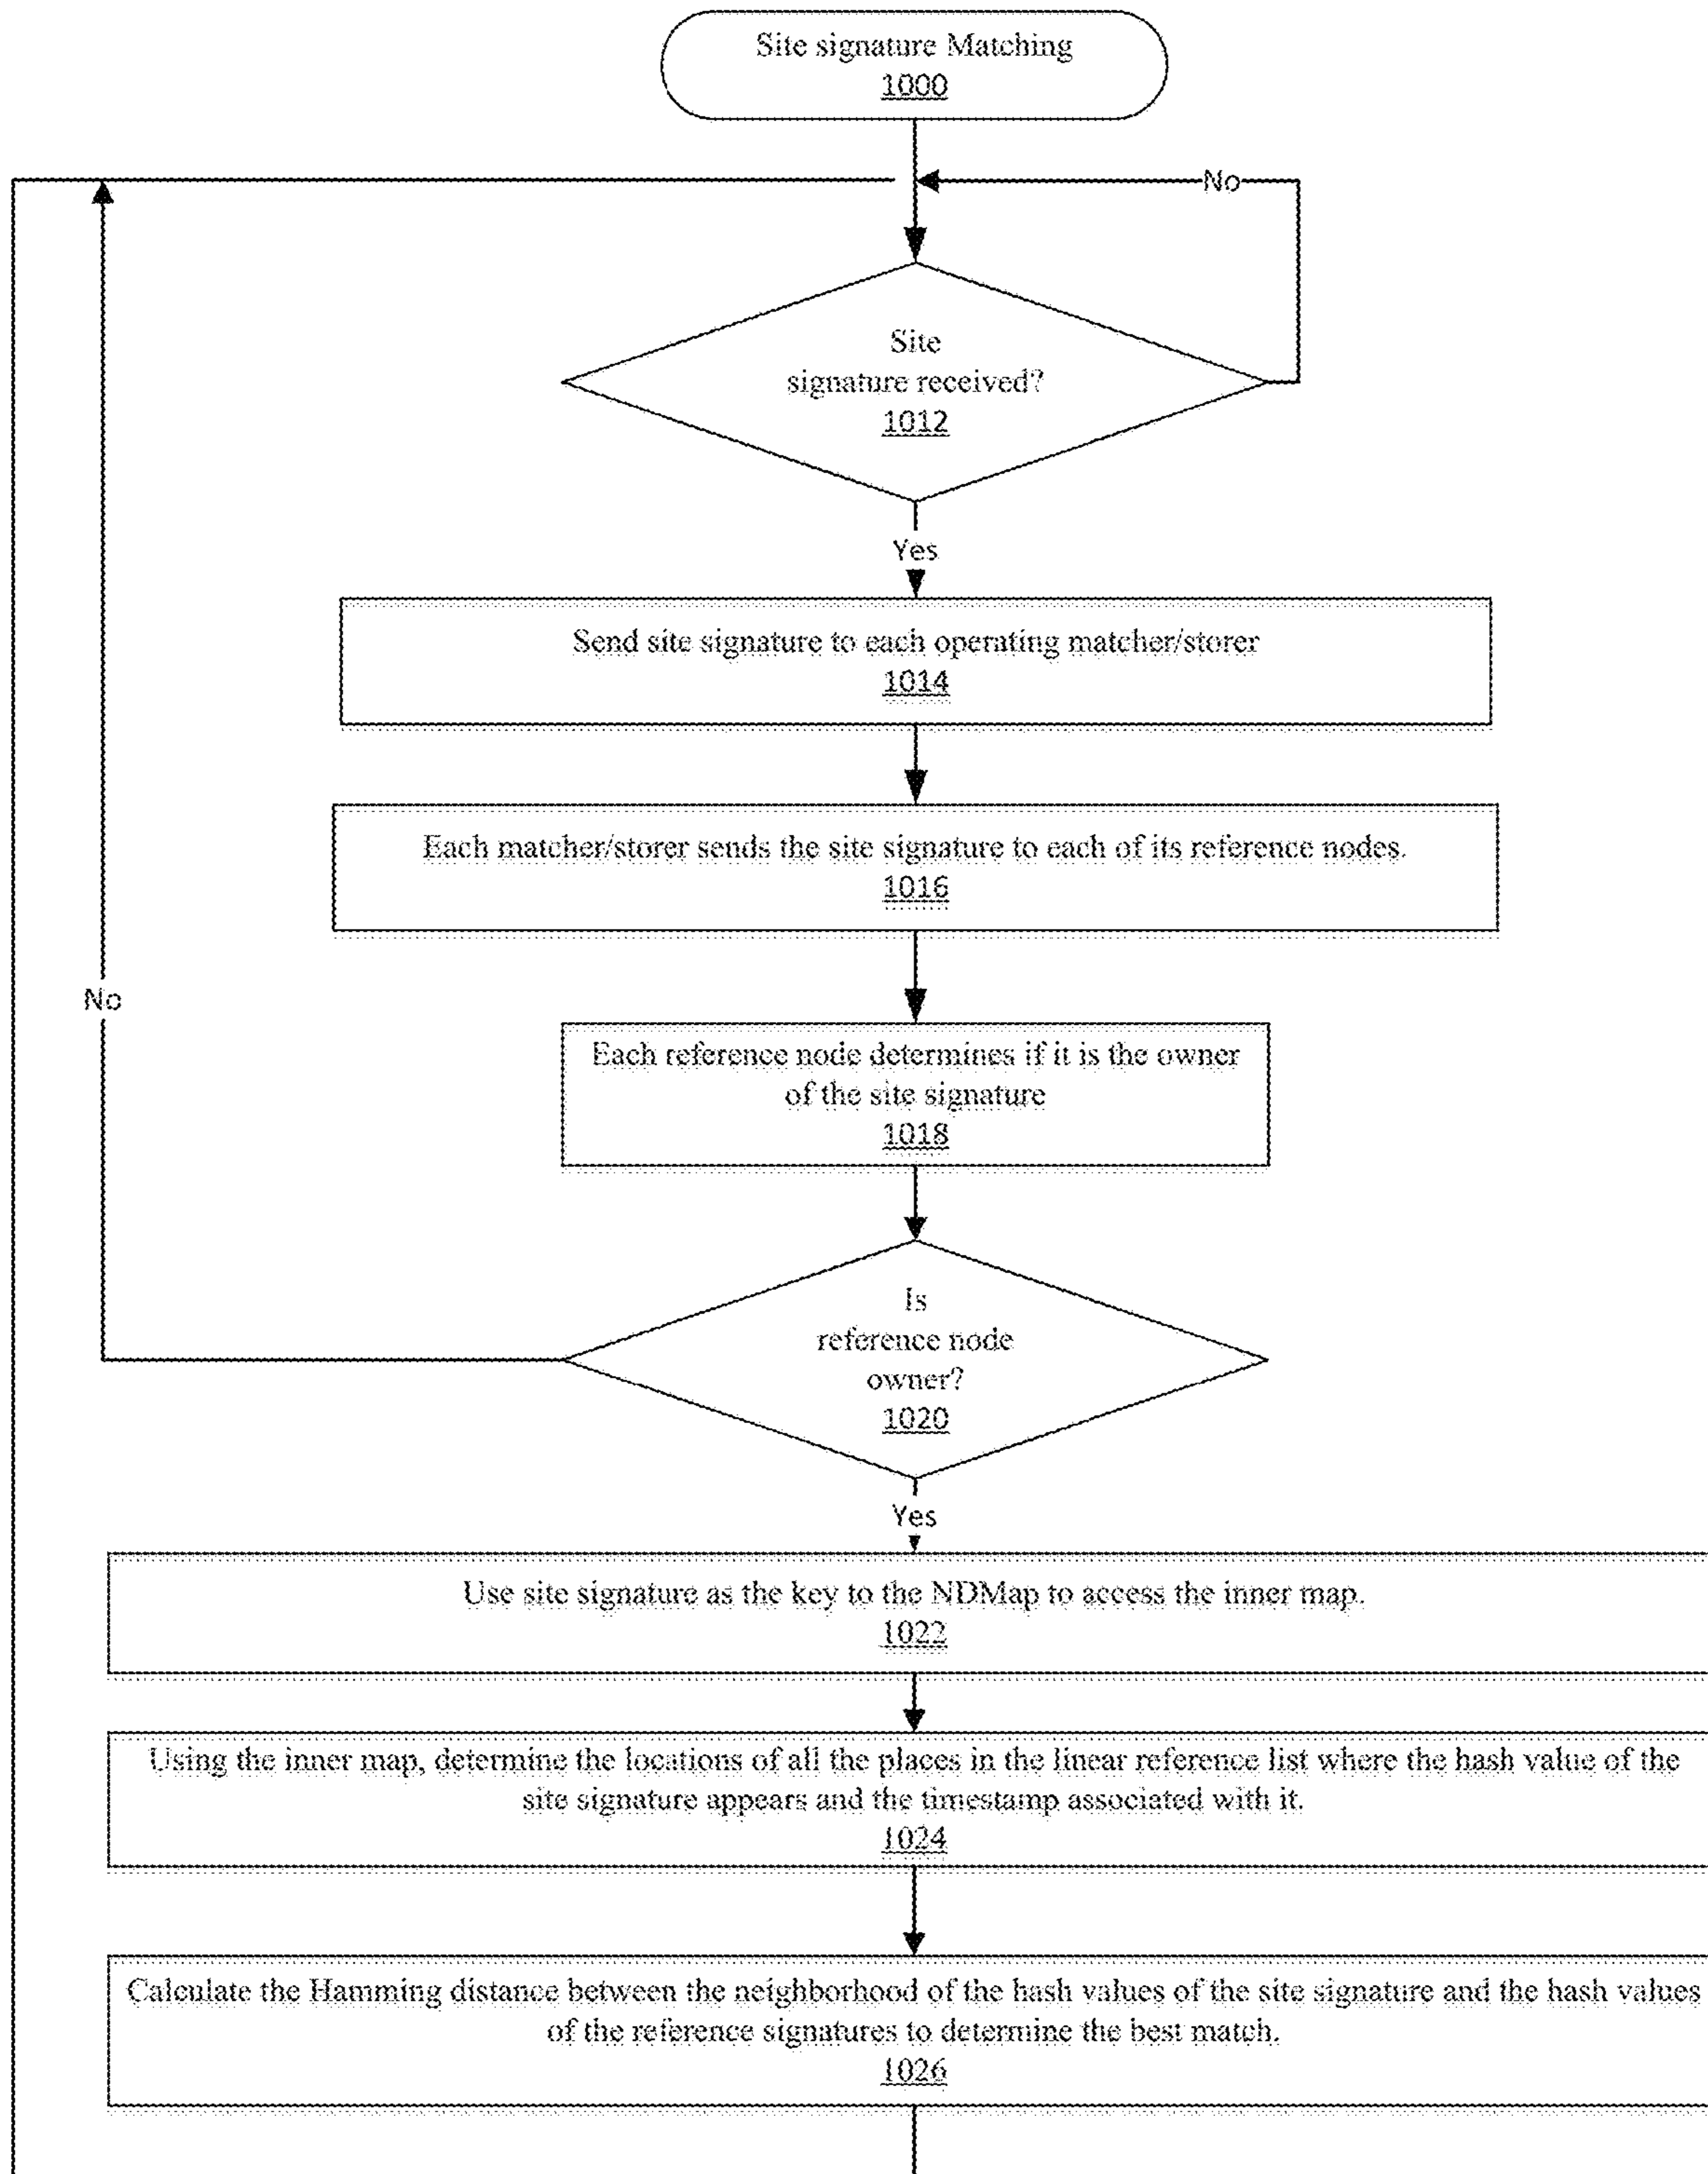 Site signature Matching
1000
No
Site
signature received?
1012
Yes
Send site signature to each operating matcher/storer
1014
Each matcher/storer sends the site signature to each of its reference nodes.
1016
No
Each reference node determines if it is the owner
of the site signature
1018
Is
reference node
owner?
1020
Yes
Use site signature as the key to the NDMap to access the inner map.
1022
Using the inner map, determine the locations of all the places in the linear reference list where the hash value of the
site signature appears and the timestamp associated with it.
1024
Calculate the Hamming distance between the neighborhood of the hash values of the site signature and the hash values
of the reference signatures to determine the best match.
1026